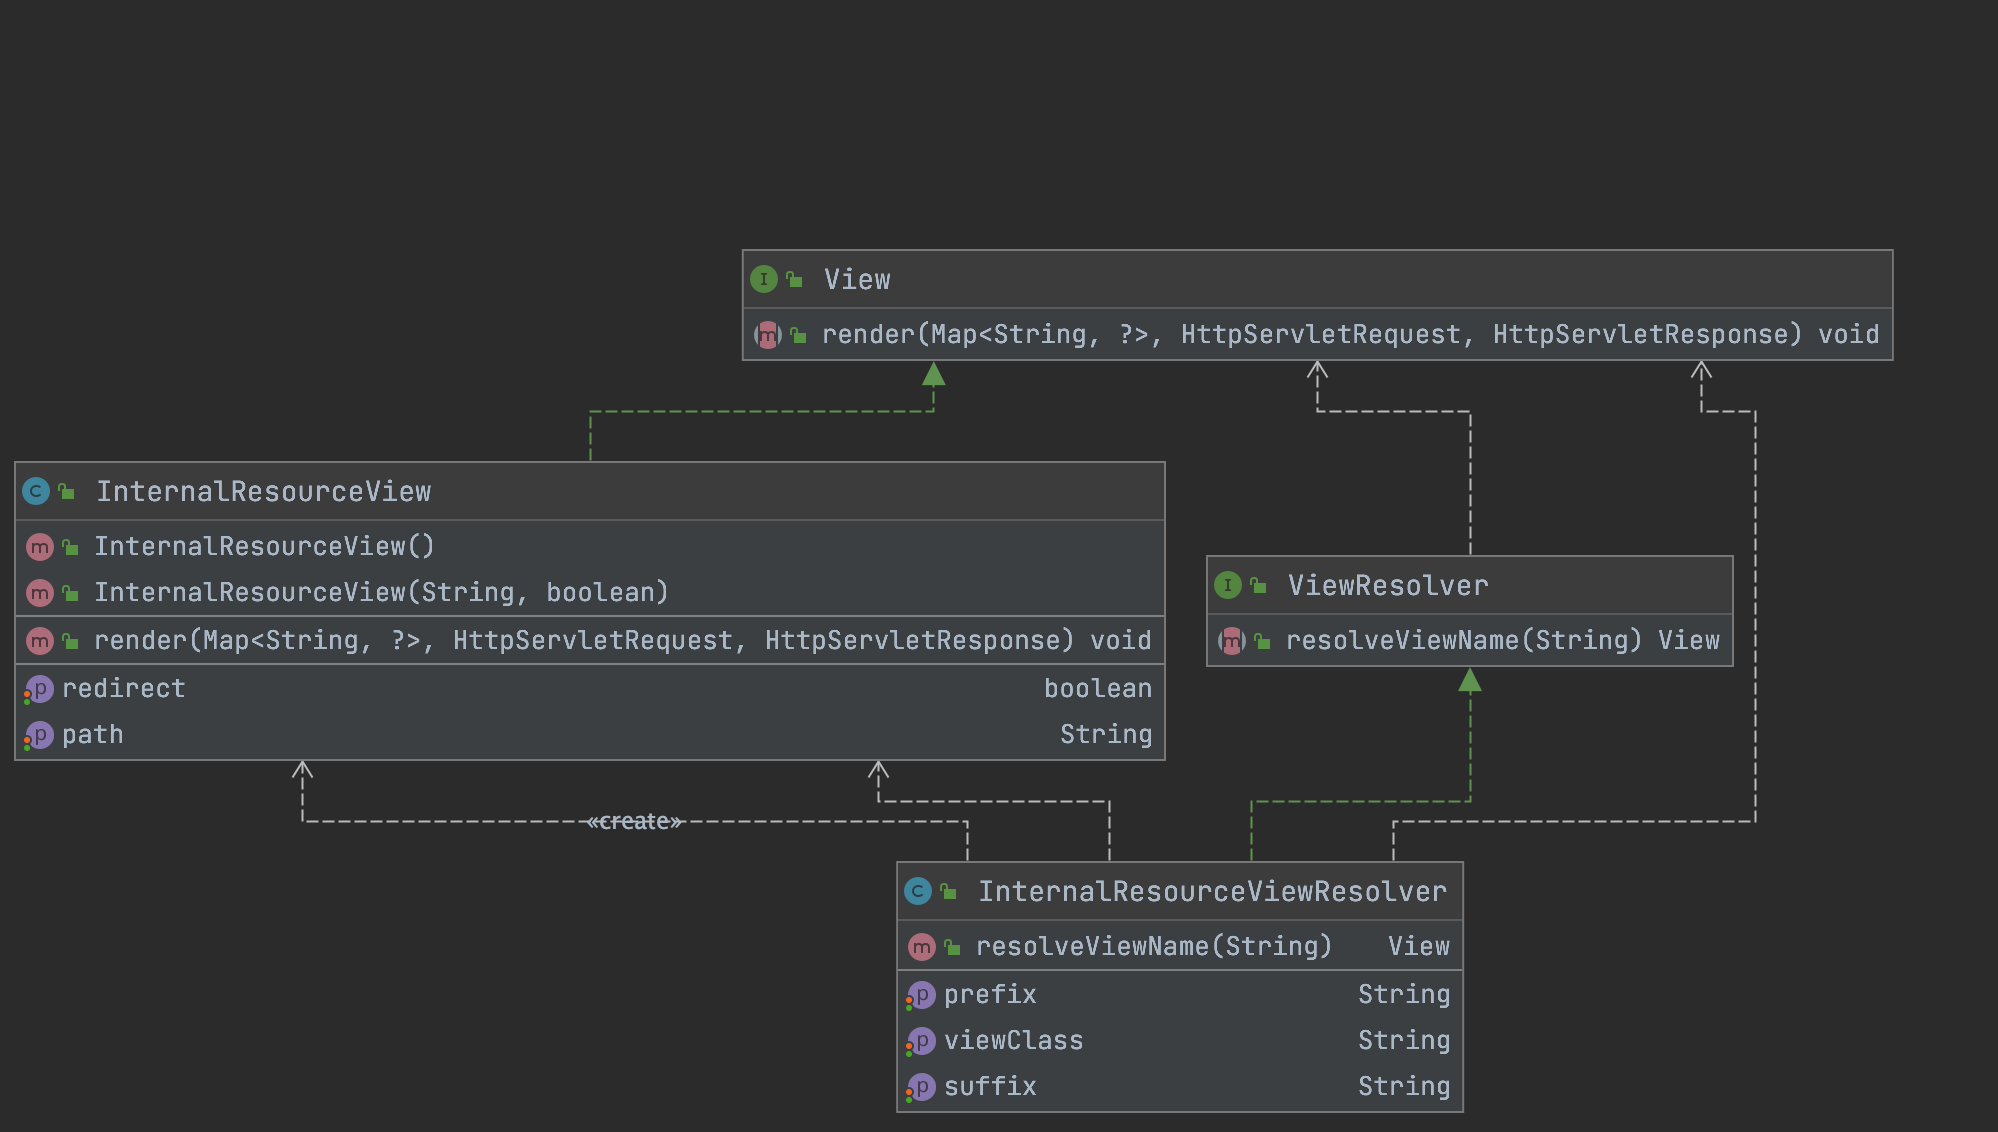 View
render(Map<String, ?>, HttpServletRequest, HttpServletResponse) void
InternalResourceView
InternalResourceView()
InternalResourceView(String, boolean)
render(Map<String, ?>, HttpServletRequest, HttpServletResponse) void
redirect boolean
path String
ViewResolver
resolveViewName(String) View
«create»
InternalResourceViewResolver
resolveViewName(String) View
prefix String
viewClass String
suffix String